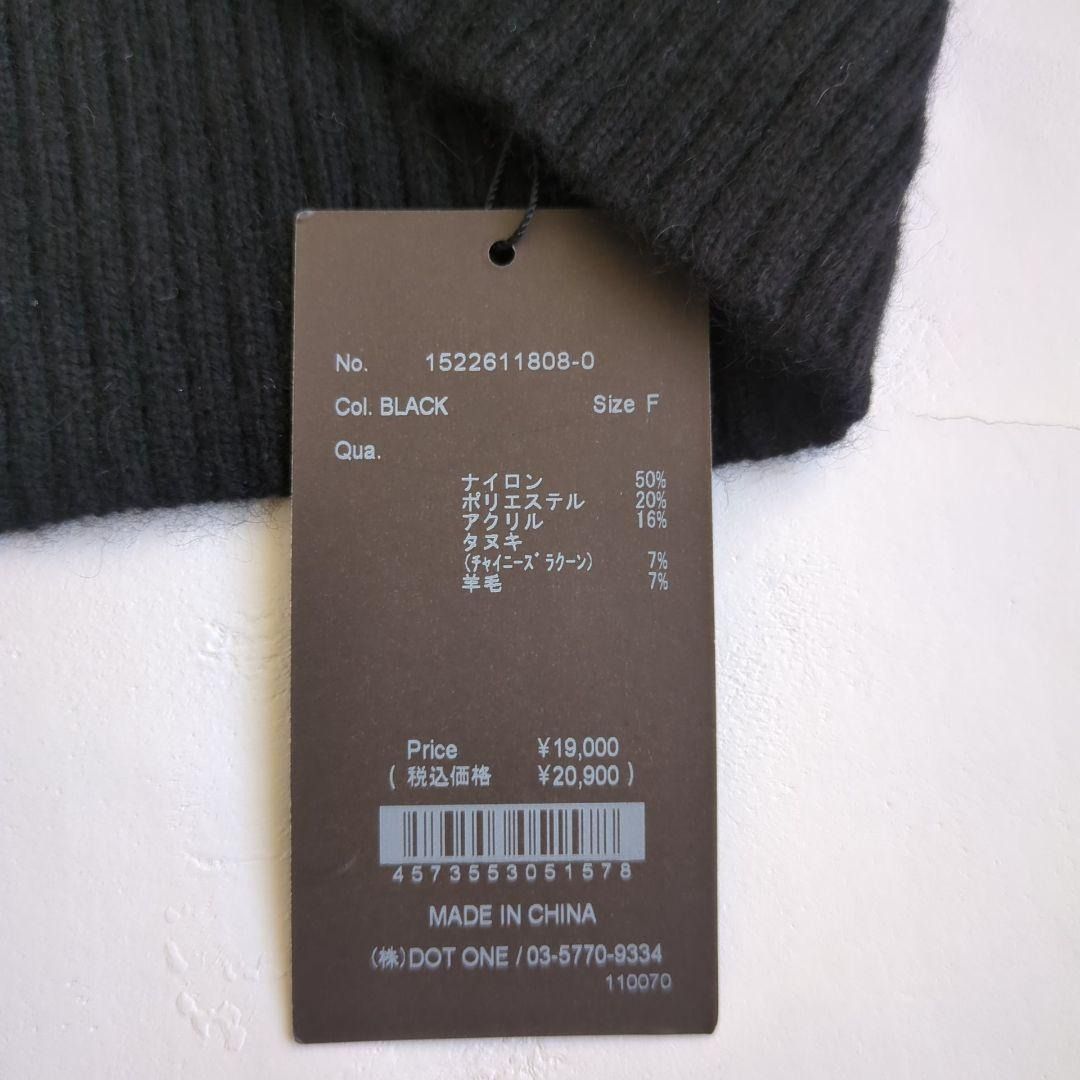 No. 1522611808-0
Col. BLACK Size F
Qua.
ナイロン 50%
ポリエステル 20%
アクリル 16%
タヌキ
(ﾁｬｲﾆｰｽﾞﾗｸｰﾝ) 7%
羊毛 7%
Price ¥19,000
( 税込価格 ¥20,900 )
4573553051578
MADE IN CHINA
(株)DOT ONE / 03-5770-9334
110070